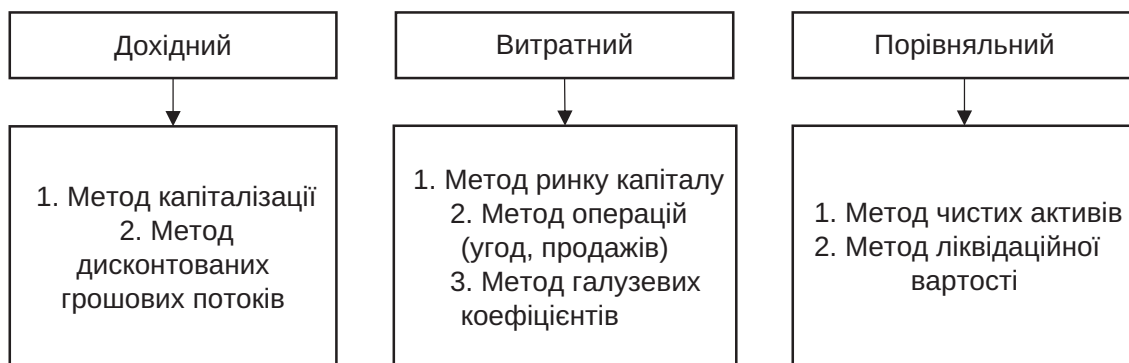 Дохідний
1. Метод капіталізації
2. Метод
дисконтованих
грошових потоків
Витратний
1. Метод ринку капіталу
2. Метод операцій
(угод, продажів)
3. Метод галузевих
коефіцієнтів
Порівняльний
1. Метод чистих активів
2. Метод ліквідаційної
вартості